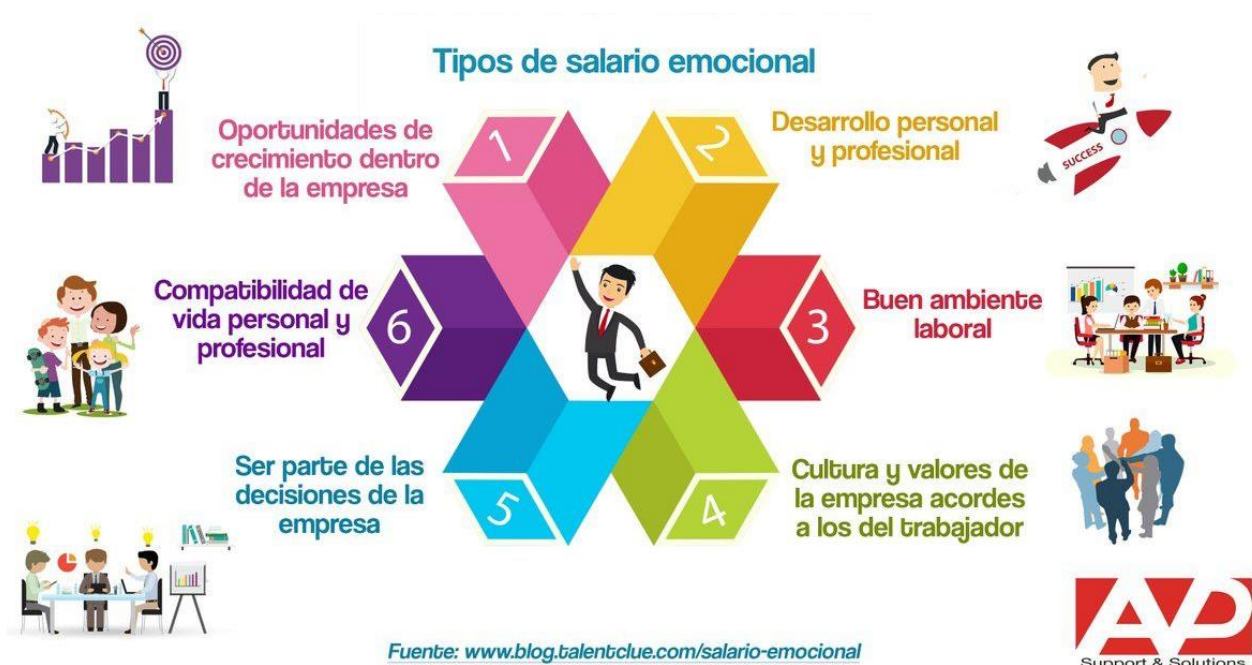 Tipos de salario emocional
1
Oportunidades de
crecimiento dentro
de la empresa
2
Desarrollo personal
y profesional
SUCCESS
3
Buen ambiente
laboral
4
Cultura y valores de
la empresa acordes
a los del trabajador
5
Ser parte de las
decisiones de la
empresa
6
Compatibilidad de
vida personal y
profesional
Fuente: www.blog.talentclue.com/salario-emocional
AP
Support & Solutions